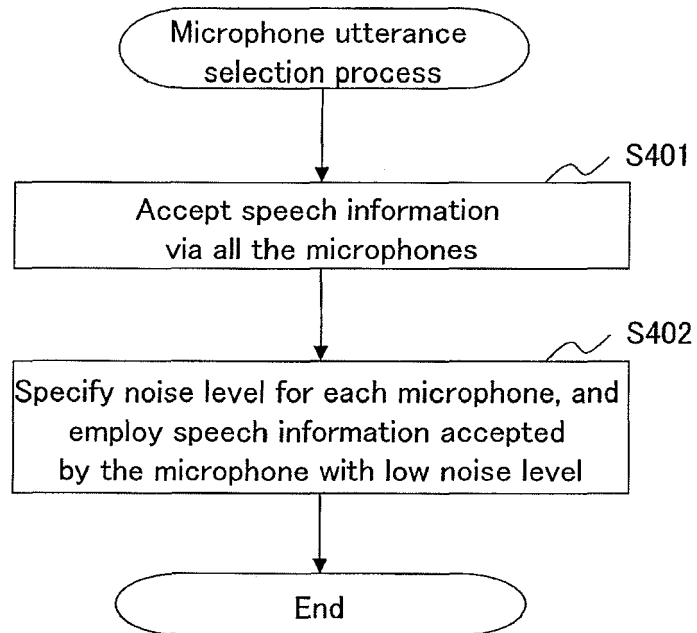 Microphone utterance
selection process
S401
Accept speech information
via all the microphones
S402
Specify noise level for each microphone, and
employ speech information accepted
by the microphone with low noise level
End